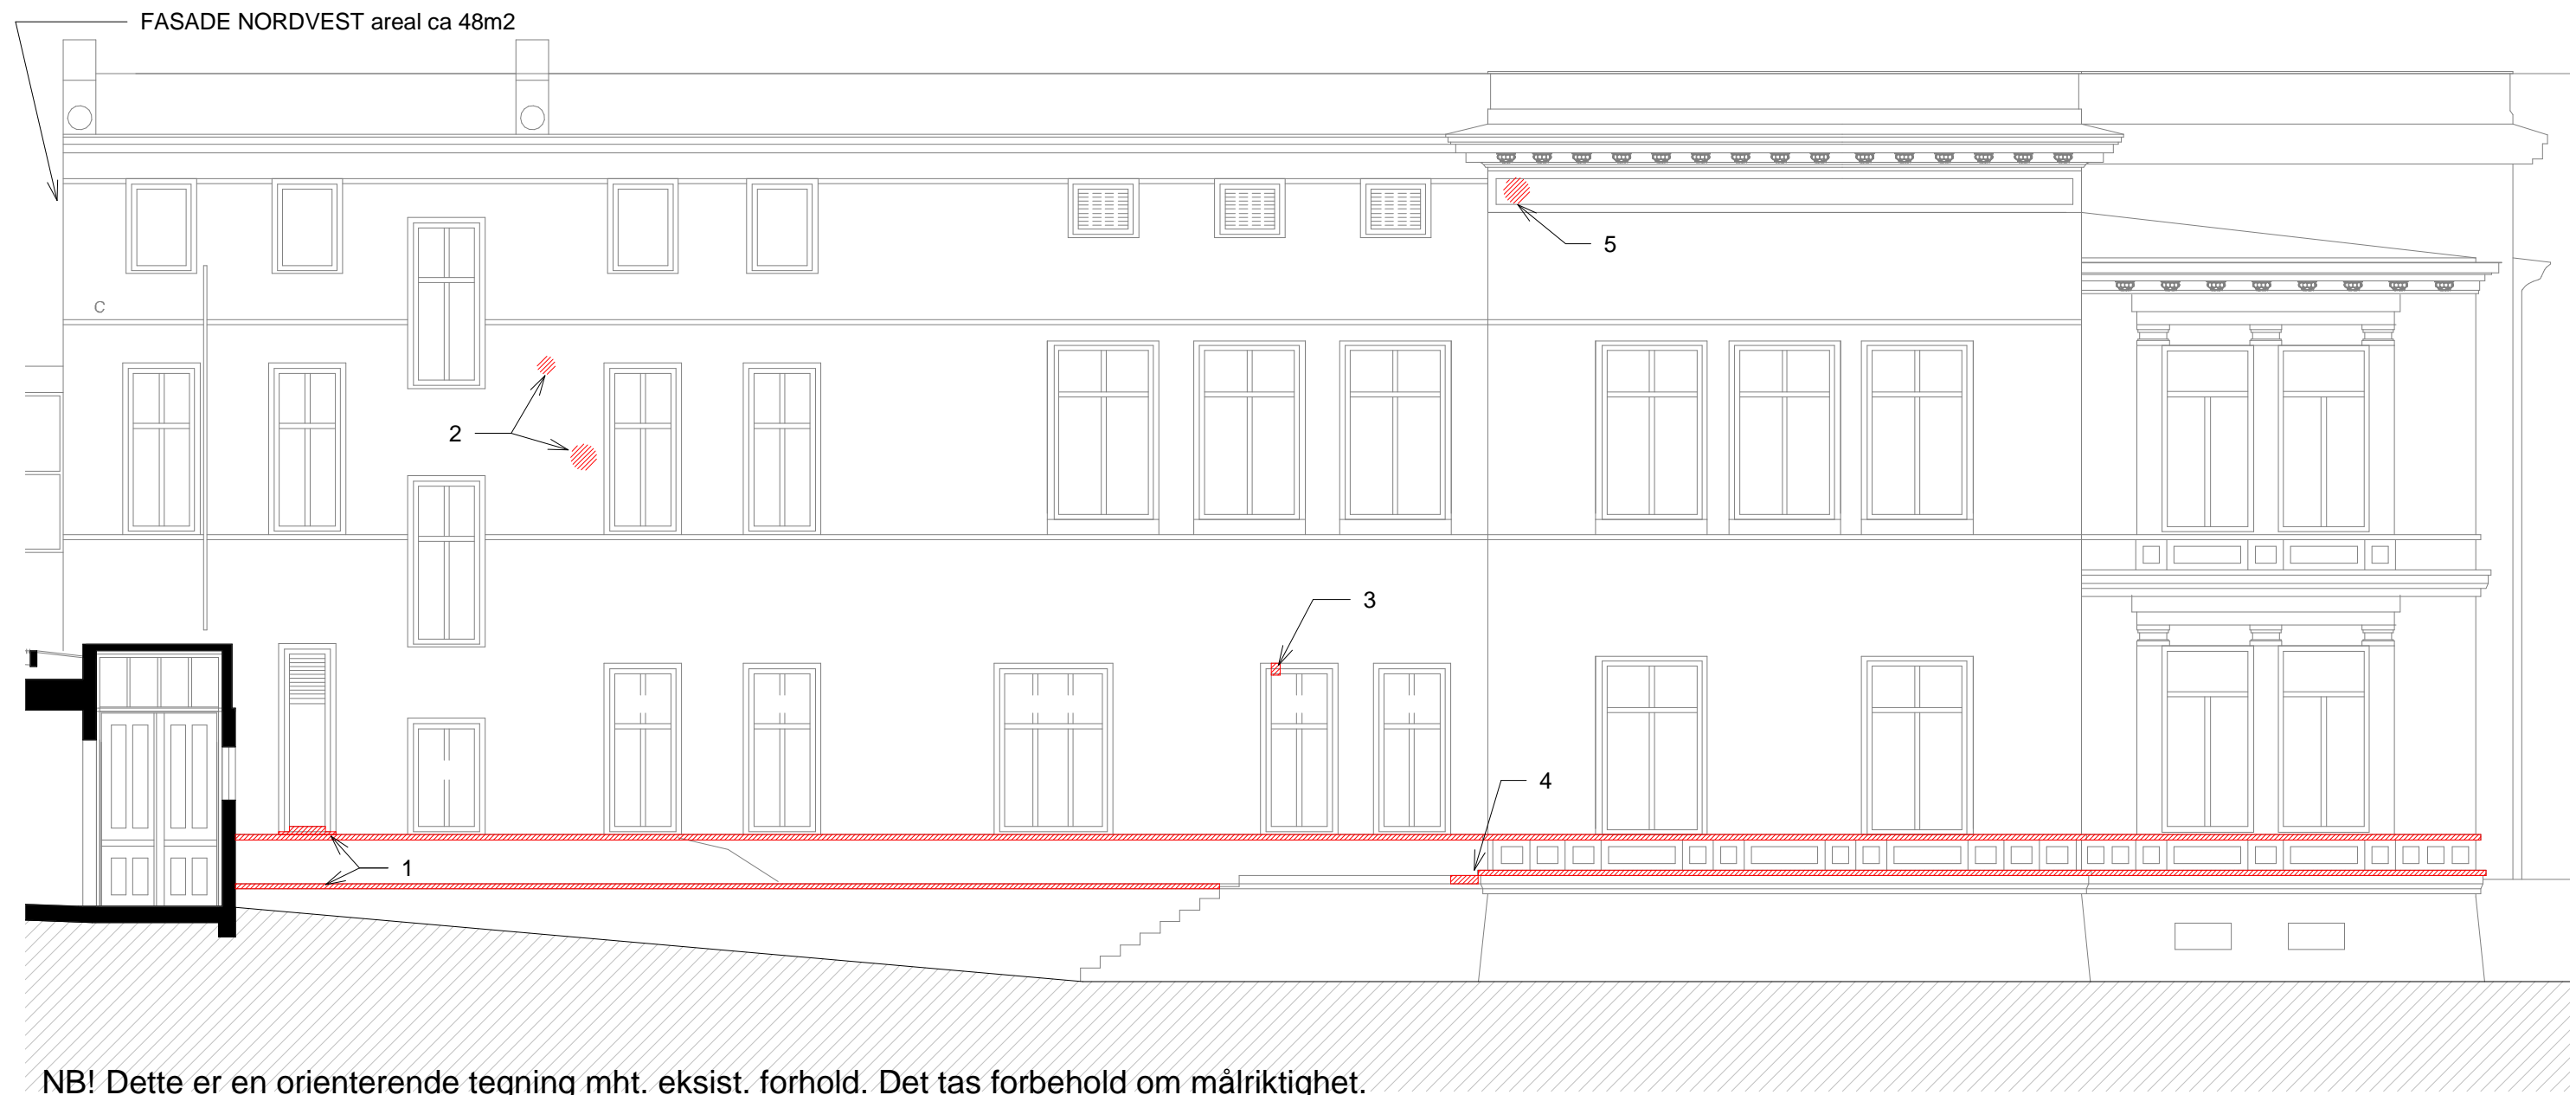 FASADE NORDVEST areal ca 48m2
5
C
2
3
4
1
NB! Dette er en orienterende tegning mht. eksist. forhold. Det tas forbehold om målriktighet.